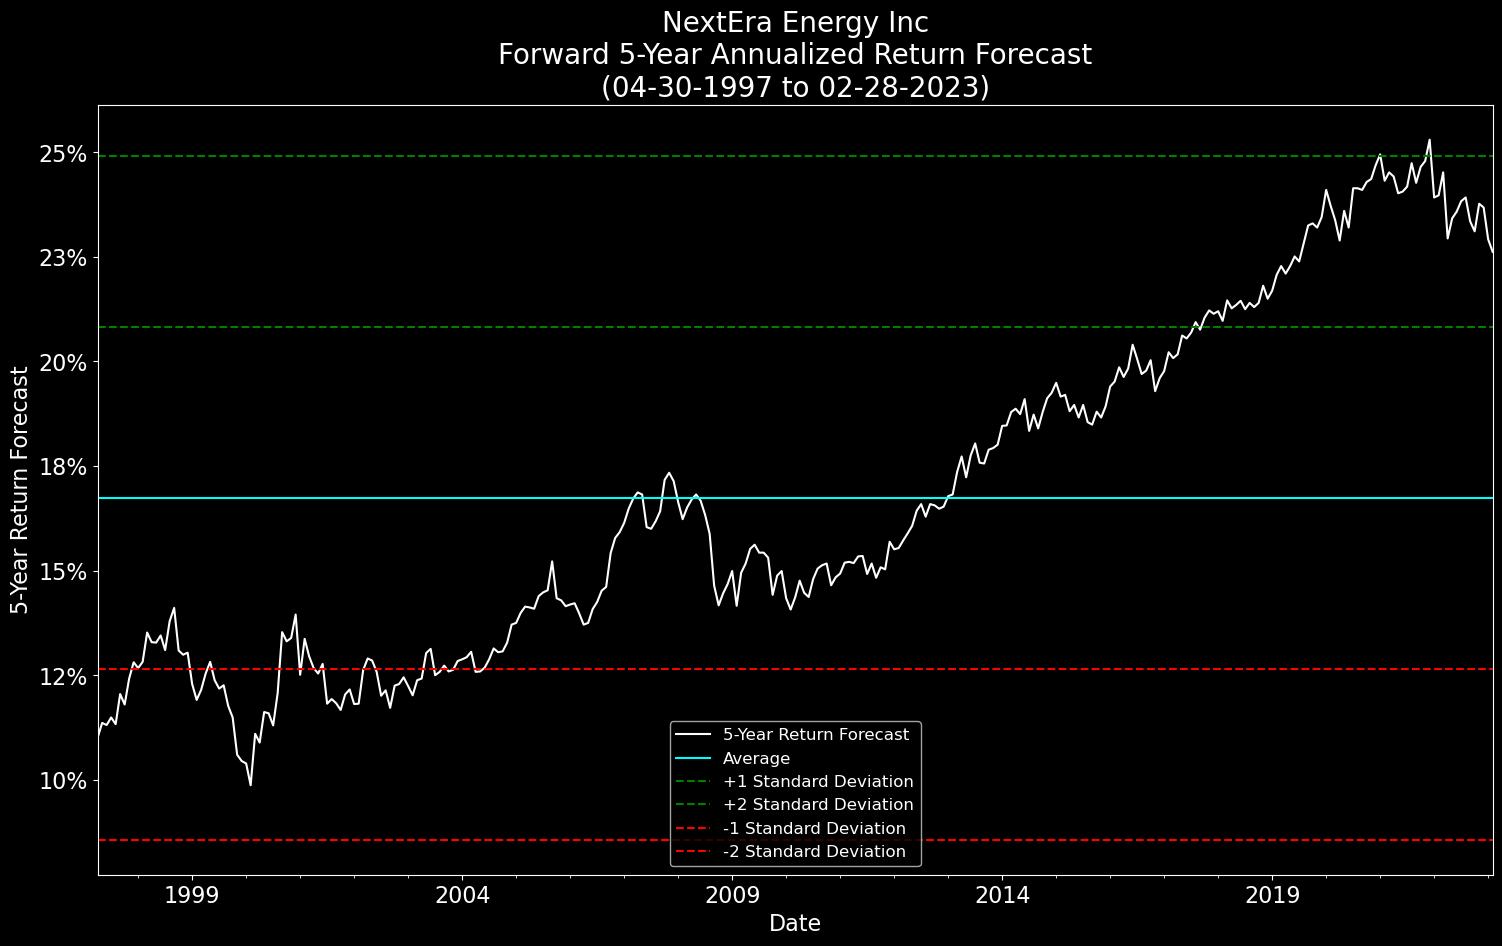 NextEra Energy Inc
Forward 5-Year Annualized Return Forecast
(04-30-1997 to 02-28-2023)
5-Year Return Forecast
25%
23%
20%
18%
15%
12%
10%
5-Year Return Forecast
Average
+1 Standard Deviation
+2 Standard Deviation
-1 Standard Deviation
-2 Standard Deviation
1999
2004
2009
2014
2019
Date